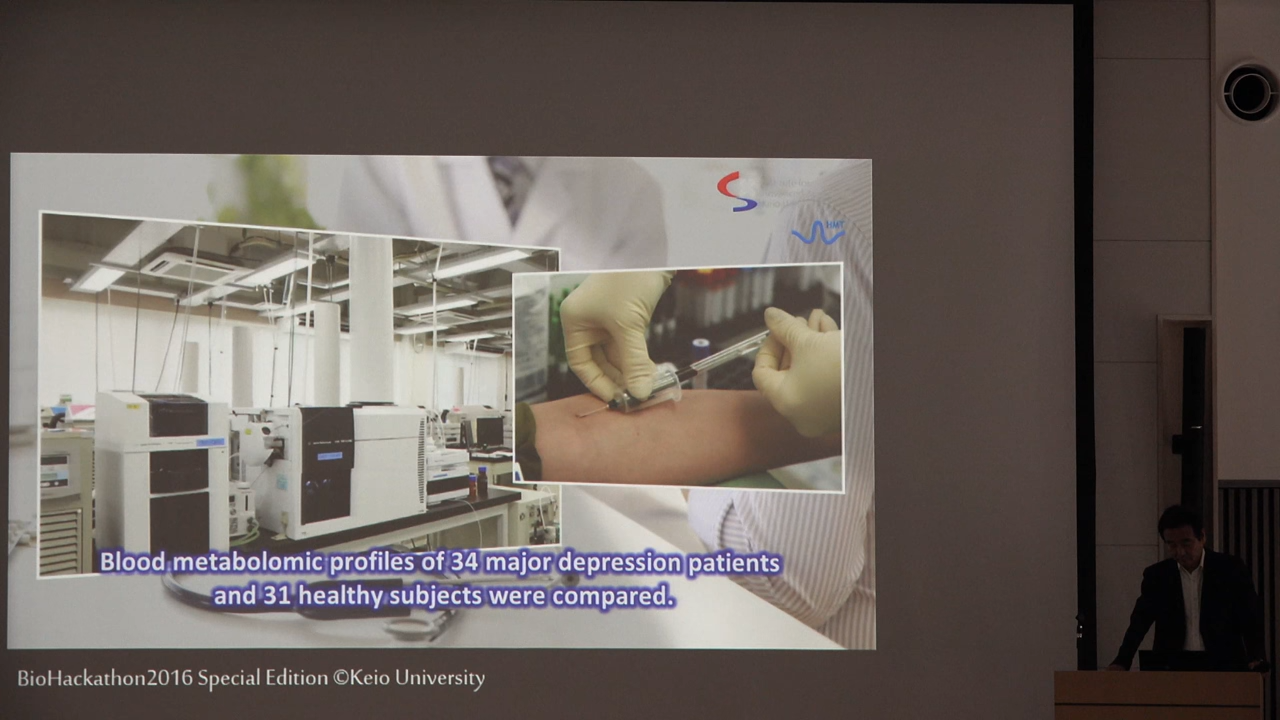 HMT
Blood metabolomic profiles of 34 major depression patients
and 31 healthy subjects were compared.
BioHackathon2016 Special Edition ©Keio University